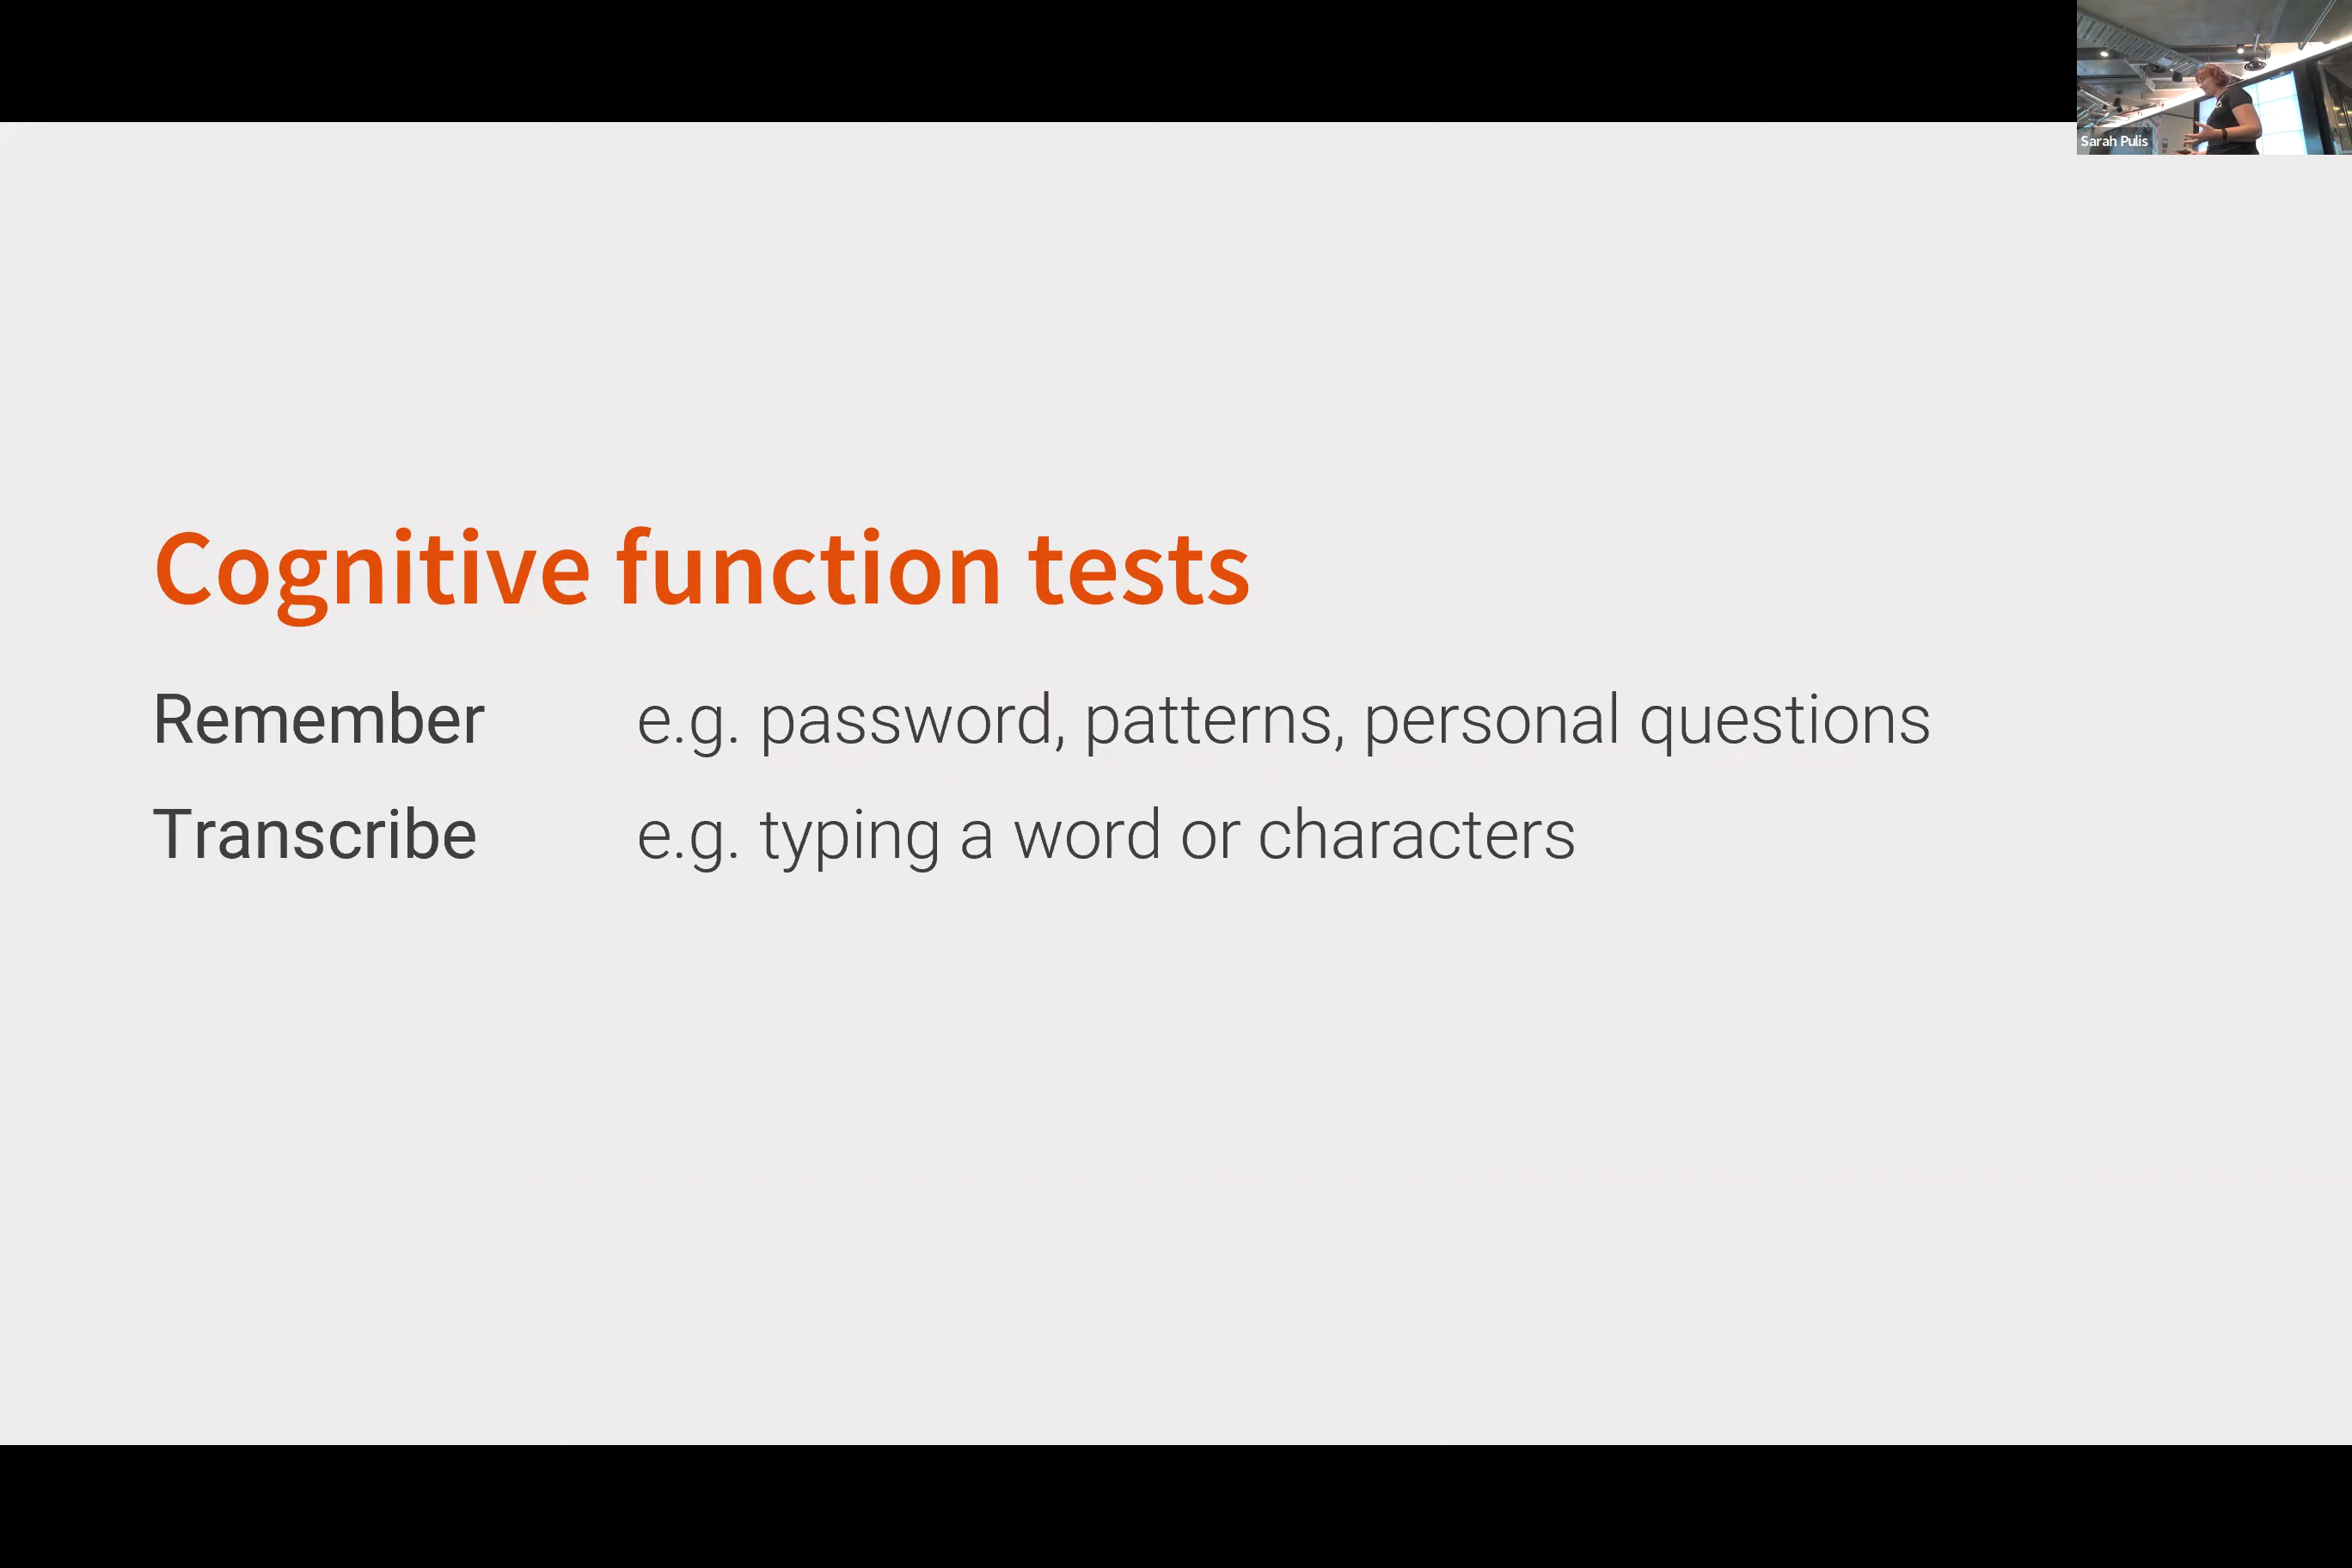 Sarah Pulis
Cognitive function tests
Remember e.g. password, patterns, personal questions
Transcribe e.g. typing a word or characters